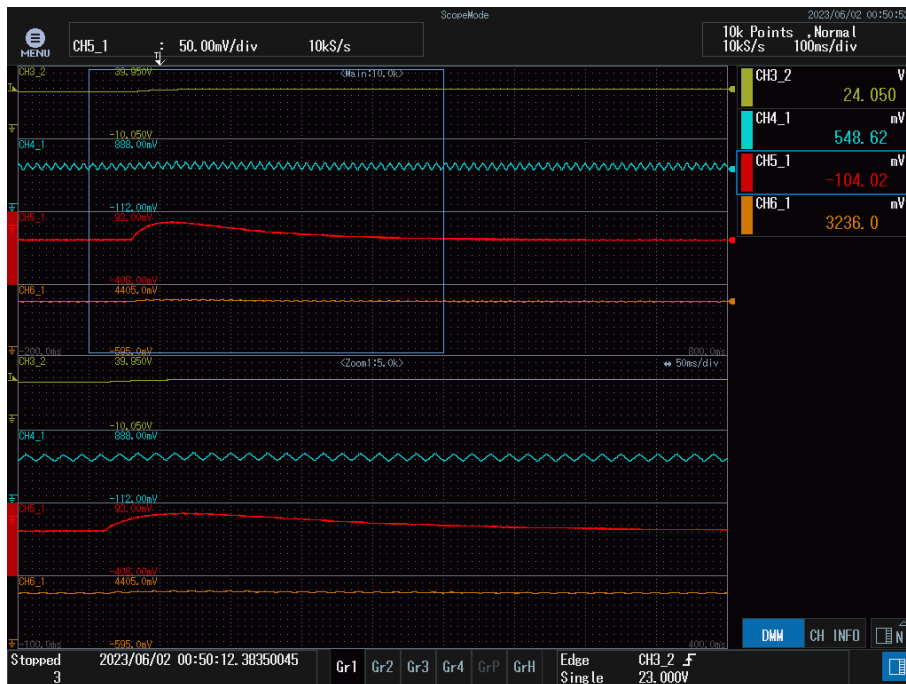 ScopeMode
2023/06/02 00:50:52
MENU
CH5_1 : 50.00mV/div 10kS/s
10k Points ,Normal
10kS/s 100ms/div
CH3_2 39.950V <Main:10.0k>
-10.050V
CH4_1 888.00mV
-112.00mV
CH5_1 92.00mV
-408.00mV
CH6_1 4405.0mV
-200.0ms -595.0mV 800.0ms
CH3_2 39.950V <Zoom1:5.0k> 50ms/div
-10.050V
CH4_1 888.00mV
-112.00mV
CH5_1 92.00mV
-408.00mV
CH6_1 4405.0mV
-100.0ms -595.0mV 400.0ms
CH3_2 V
24.050
CH4_1 mV
548.62
CH5_1 mV
-104.02
CH6_1 mV
3236.0
DMM CH INFO N
Stopped 2023/06/02 00:50:12.38350045
3
Gr1 Gr2 Gr3 Gr4 GrP GrH
Edge CH3_2
Single 23.000V